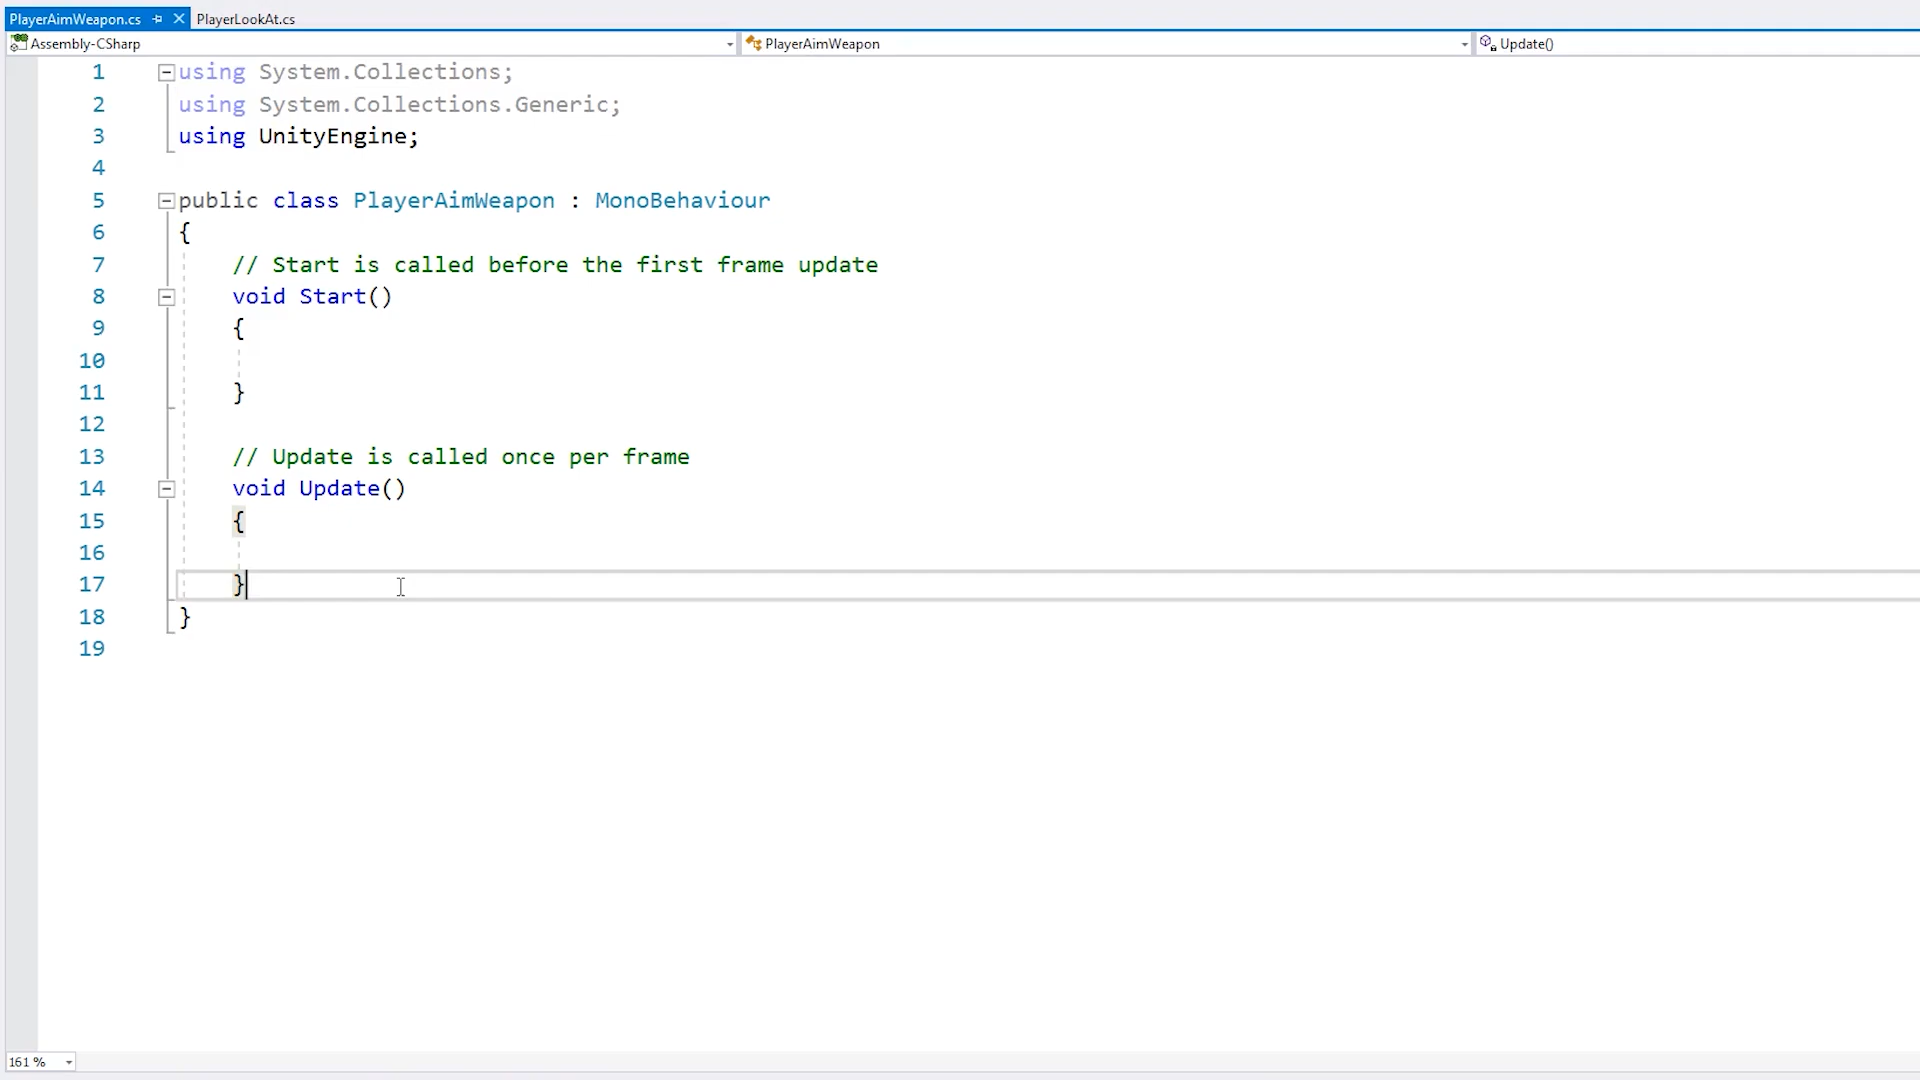 PlayerAimWeapon.cs PlayerLookAt.cs
Assembly-CSharp PlayerAimWeapon Update()
1 using System.Collections;
2 using System.Collections.Generic;
3 using UnityEngine;
4
5 public class PlayerAimWeapon : MonoBehaviour
6 {
7 // Start is called before the first frame update
8 void Start()
9 {
10
11 }
12
13 // Update is called once per frame
14 void Update()
15 {
16
17 }
18 }
19
161 %